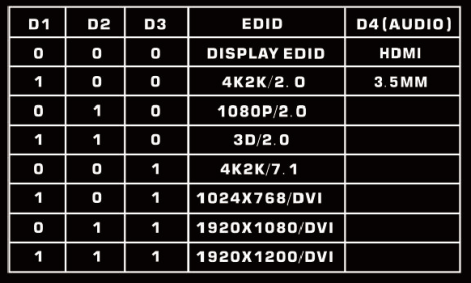 D1 D2 D3 EDID D4(AUDIO)
0 0 0 DISPLAY EDID HDMI
1 0 0 4K2K/2.0 3.5MM
0 1 0 1080P/2.0
1 1 0 3D/2.0
0 0 1 4K2K/7.1
1 0 1 1024X768/DVI
0 1 1 1920X1080/DVI
1 1 1 1920X1200/DVI